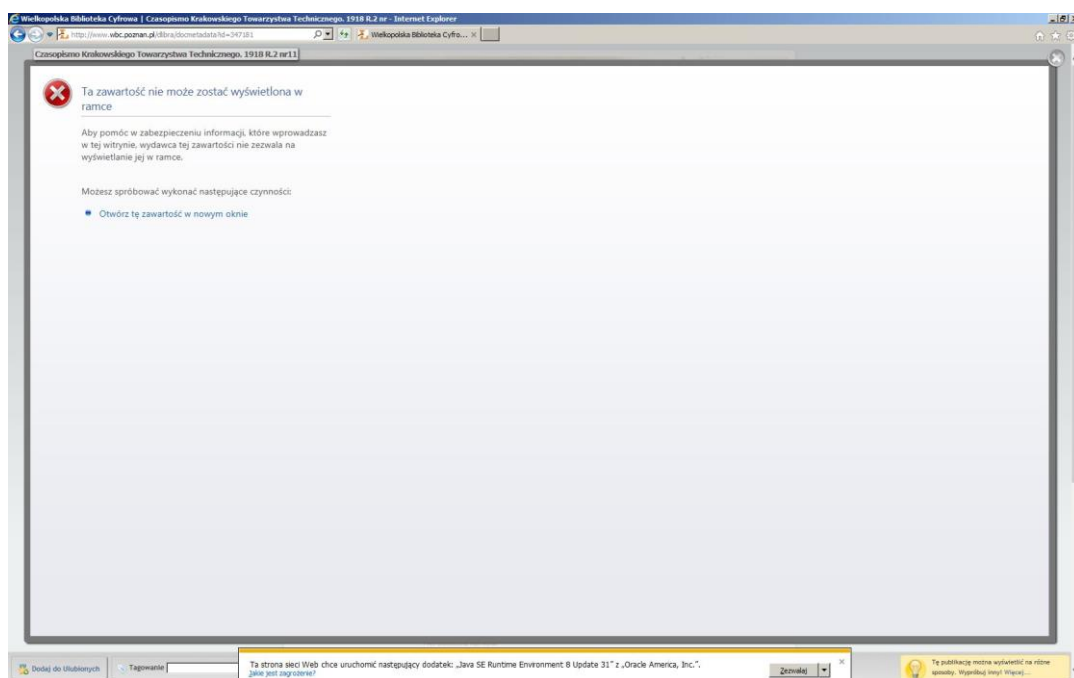 Wielkopolska Biblioteka Cyfrowa | Czasopismo Krakowskiego Towarzystwa Technicznego. 1918 R.2 nr - Internet Explorer
http://www.wbc.poznan.pl/dlibra/docmetadata?id=347181
Wielkopolska Biblioteka Cyfro...
Czasopismo Krakowskiego Towarzystwa Technicznego. 1918 R.2 nr11
Ta zawartość nie może zostać wyświetlona w
ramce
Aby pomóc w zabezpieczeniu informacji, które wprowadzasz
w tej witrynie, wydawca tej zawartości nie zezwala na
wyświetlanie jej w ramce.
Możesz spróbować wykonać następujące czynności:
Otwórz tę zawartość w nowym oknie
Dodaj do Ulubionych
Tagowanie
Ta strona sieci Web chce uruchomić następujący dodatek: „Java SE Runtime Environment 8 Update 31” z „Oracle America, Inc.”.
Jakie jest zagrożenie?
Zezwalaj
Tę publikację można wyświetlić na różne
sposoby. Wypróbuj inny! Więcej...